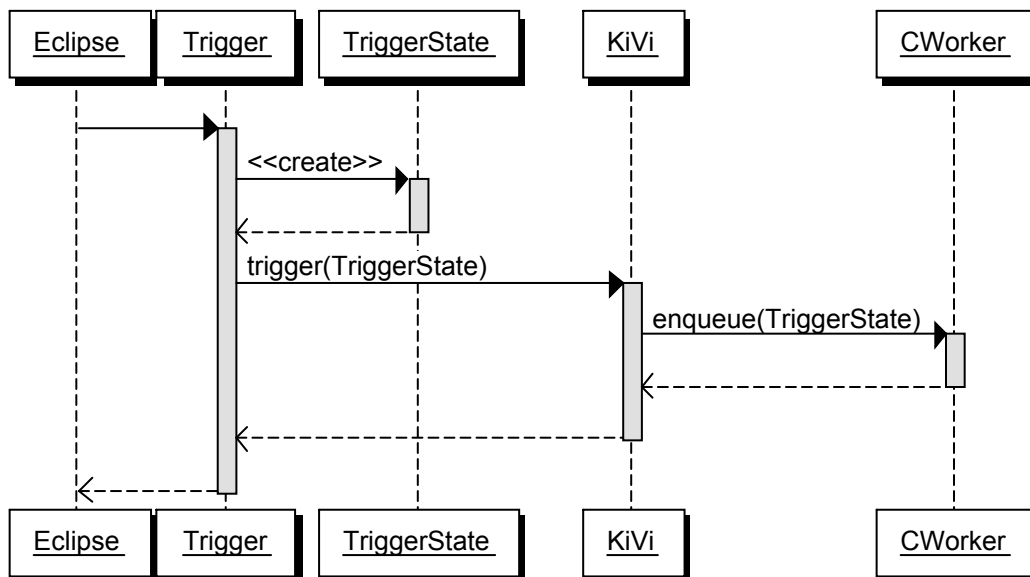 Eclipse
Trigger
TriggerState
KiVi
CWorker
<<create>>
trigger(TriggerState)
enqueue(TriggerState)
Eclipse
Trigger
TriggerState
KiVi
CWorker